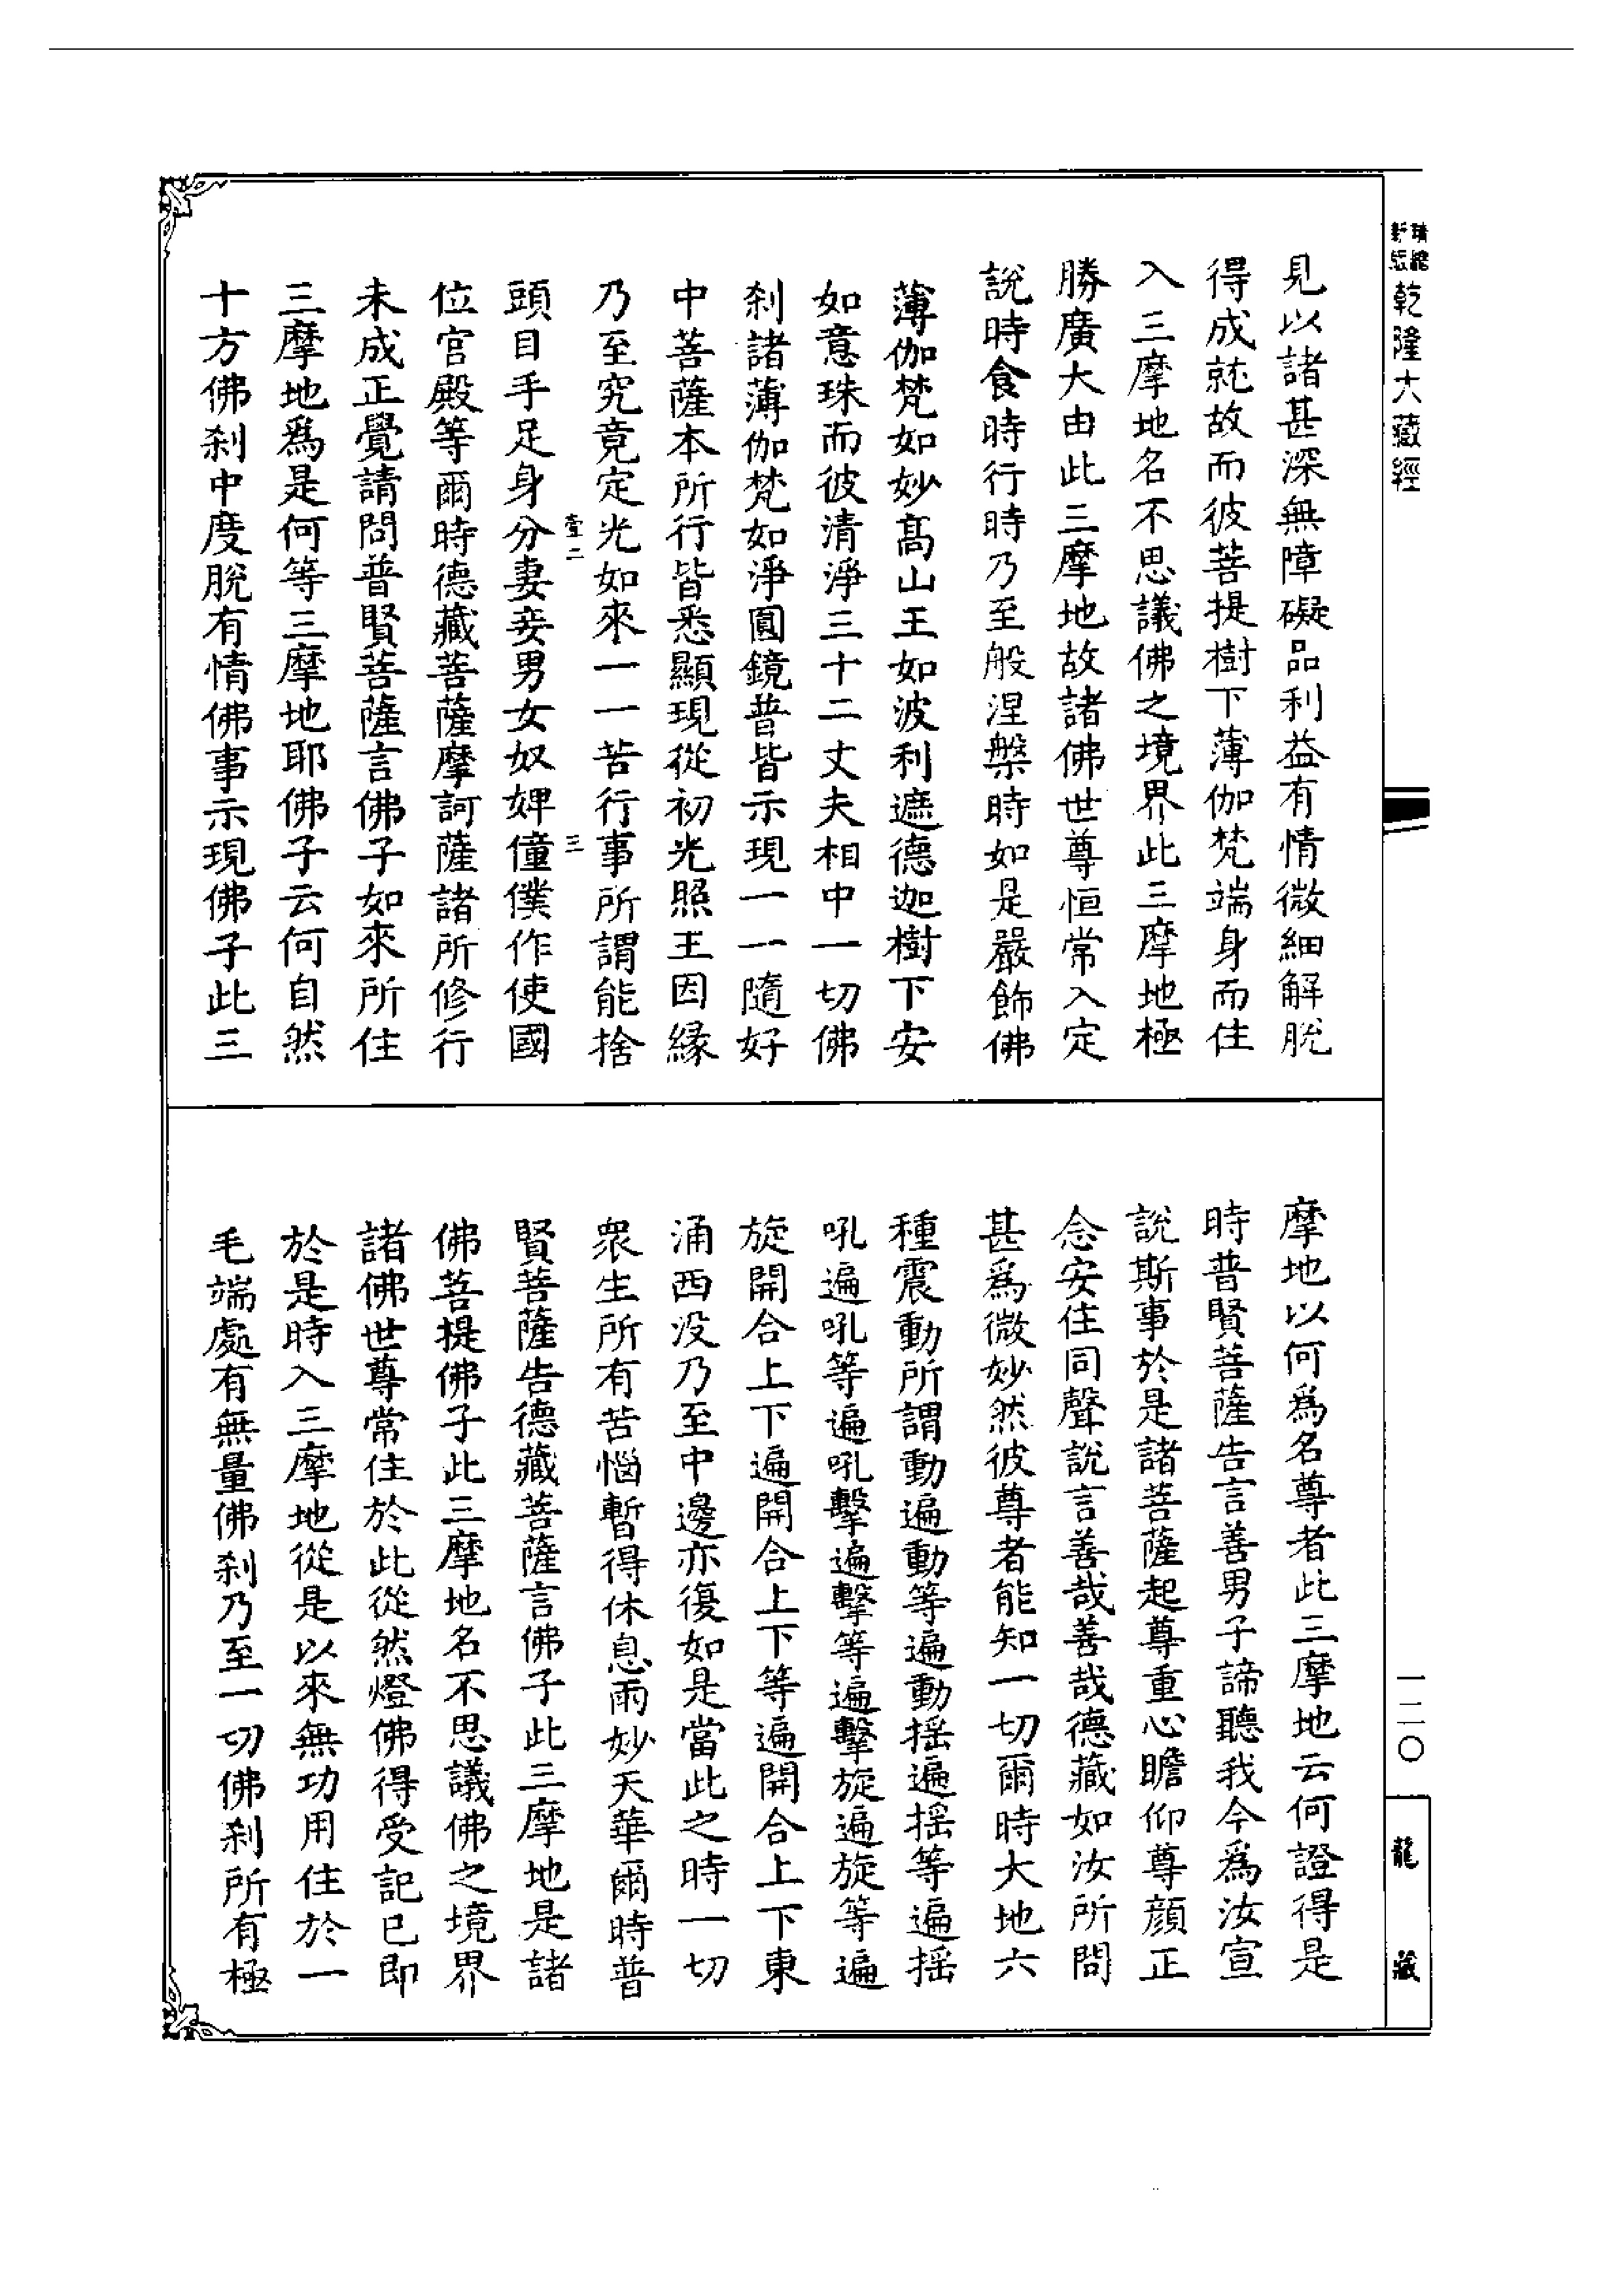 乾隆大藏經
見以諸甚深無障礙品利益有情微細解脫
得成就故而彼菩提樹下薄伽梵端身而住
入三摩地名不思議佛之境界此三摩地極
勝廣大由此三摩地故諸佛世尊恒常入定
說時食時行時乃至般涅槃時如是嚴飾佛
薄伽梵如妙高山王如波利遮德迦樹下安
如意珠而彼清淨三十二丈夫相中一切佛
刹諸薄伽梵如淨圓鏡普皆示現一一隨好
中菩薩本所行皆悉顯現從初光照王因緣
乃至究竟定光如來一一苦行事所謂能捨
壹二
三
頭目手足身分妻妾男女奴婢僮僕作使國
位宮殿等爾時德藏菩薩摩訶薩諸所修行
未成正覺請問普賢菩薩言佛子如來所住
三摩地爲是何等三摩地耶佛子云何自然
十方佛刹中度脫有情佛事示現佛子此三
摩地以何爲名尊者此三摩地云何證得是
時普賢菩薩告言善男子諦聽我今爲汝宣
說斯事於是諸菩薩起尊重心瞻仰尊顏正
念安住同聲說言善哉善哉德藏如汝所問
甚爲微妙然彼尊者能知一切爾時大地六
種震動所謂動遍動等遍動搖遍搖等遍搖
吼遍吼等遍吼擊遍擊等遍擊旋遍旋等遍
旋開合上下遍開合上下等遍開合上下東
涌西没乃至中邊亦復如是當此之時一切
衆生所有苦惱暫得休息雨妙天華爾時普
賢菩薩告德藏菩薩言佛子此三摩地是諸
佛菩提佛子此三摩地名不思議佛之境界
諸佛世尊常住於此從然燈佛得受記已即
於是時入三摩地從是以來無功用住於一
毛端處有無量佛刹乃至一切佛刹所有極
一二〇
龍藏